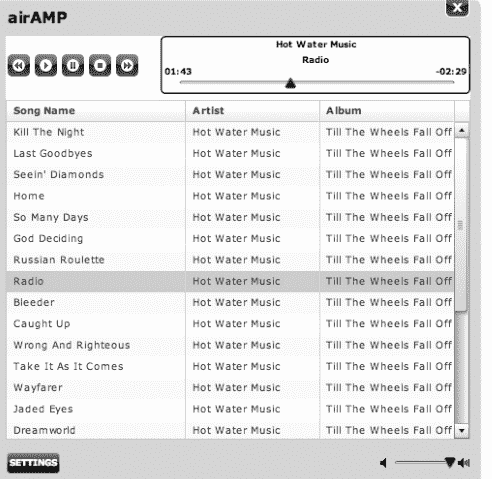 airAMP
Hot Water Music
Radio
01:43 -02:29
Song Name Artist Album
Kill The Night Hot Water Music Till The Wheels Fall Off
Last Goodbyes Hot Water Music Till The Wheels Fall Off
Seein' Diamonds Hot Water Music Till The Wheels Fall Off
Home Hot Water Music Till The Wheels Fall Off
So Many Days Hot Water Music Till The Wheels Fall Off
God Deciding Hot Water Music Till The Wheels Fall Off
Russian Roulette Hot Water Music Till The Wheels Fall Off
Radio Hot Water Music Till The Wheels Fall Off
Bleeder Hot Water Music Till The Wheels Fall Off
Caught Up Hot Water Music Till The Wheels Fall Off
Wrong And Righteous Hot Water Music Till The Wheels Fall Off
Take It As It Comes Hot Water Music Till The Wheels Fall Off
Wayfarer Hot Water Music Till The Wheels Fall Off
Jaded Eyes Hot Water Music Till The Wheels Fall Off
Dreamworld Hot Water Music Till The Wheels Fall Off
SETTINGS